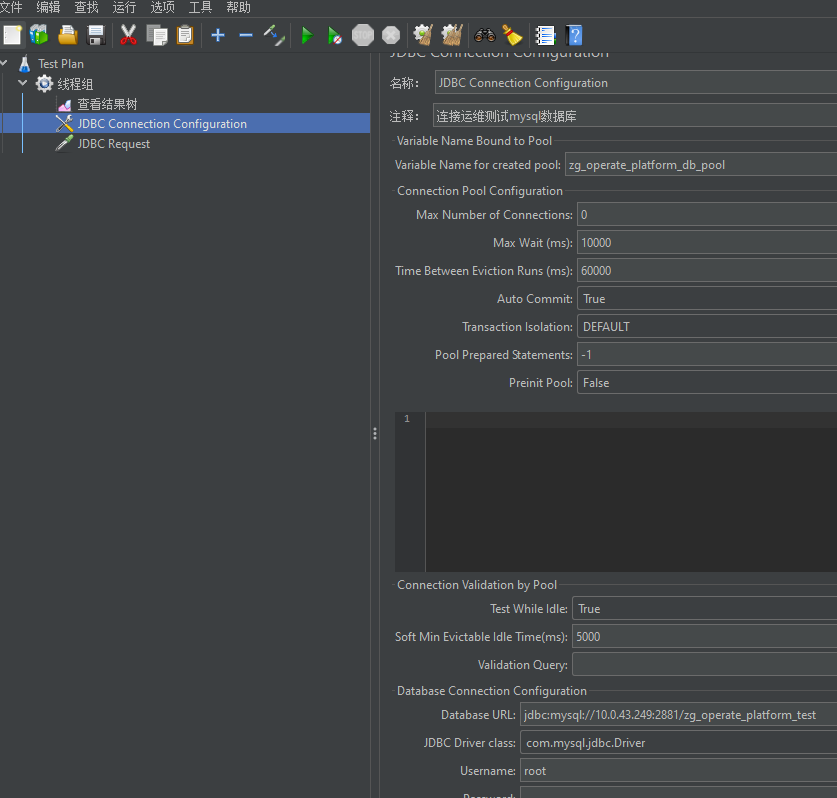 文件 编辑 查找 运行 选项 工具 帮助
STOP
JDBC Connection Configuration
Test Plan
线程组
查看结果树
JDBC Connection Configuration
JDBC Request
名称: JDBC Connection Configuration
注释: 连接运维测试mysql数据库
Variable Name Bound to Pool
Variable Name for created pool: zg_operate_platform_db_pool
Connection Pool Configuration
Max Number of Connections: 0
Max Wait (ms): 10000
Time Between Eviction Runs (ms): 60000
Auto Commit: True
Transaction Isolation: DEFAULT
Pool Prepared Statements: -1
Preinit Pool: False
1
Connection Validation by Pool
Test While Idle: True
Soft Min Evictable Idle Time(ms): 5000
Validation Query:
Database Connection Configuration
Database URL: jdbc:mysql://10.0.43.249:2881/zg_operate_platform_test
JDBC Driver class: com.mysql.jdbc.Driver
Username: root
Password: